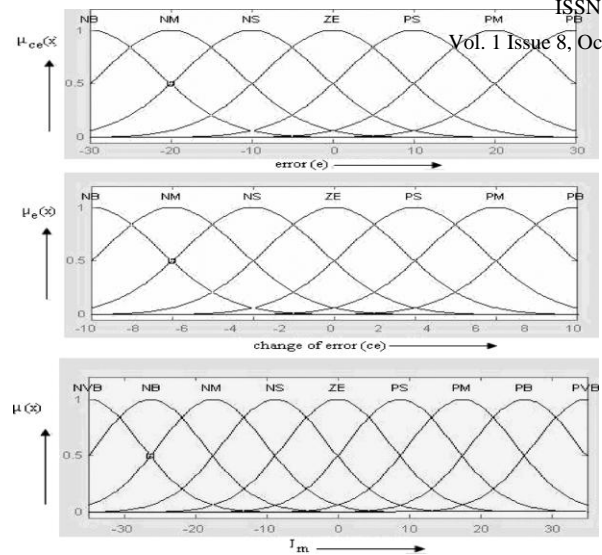 ISSN
Vol. 1 Issue 8, Oc
NB NM NS ZE PS PM PB
μce(x)
1
0.5
0
-30 -20 -10 0 10 20 30
error (e)
NB NM NS ZE PS PM PB
μe(x)
1
0.5
0
-10 -8 -6 -4 -2 0 2 4 6 8 10
change of error (ce)
NVB NB NM NS ZE PS PM PB PVB
μ(x)
1
0.5
0
-30 -20 -10 0 10 20 30
Im